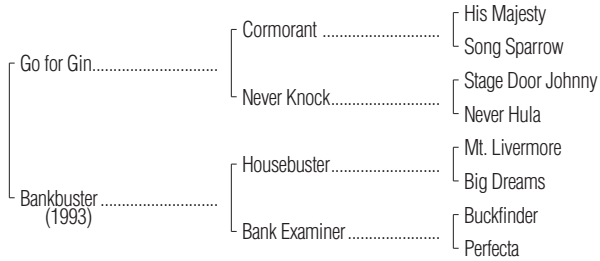 His Majesty
Cormorant ..............................
Song Sparrow
Go for Gin................................
Stage Door Johnny
Never Knock...........................
Never Hula
Mt. Livermore
Housebuster...........................
Big Dreams
Bankbuster ..............................
(1993)
Buckfinder
Bank Examiner .......................
Perfecta